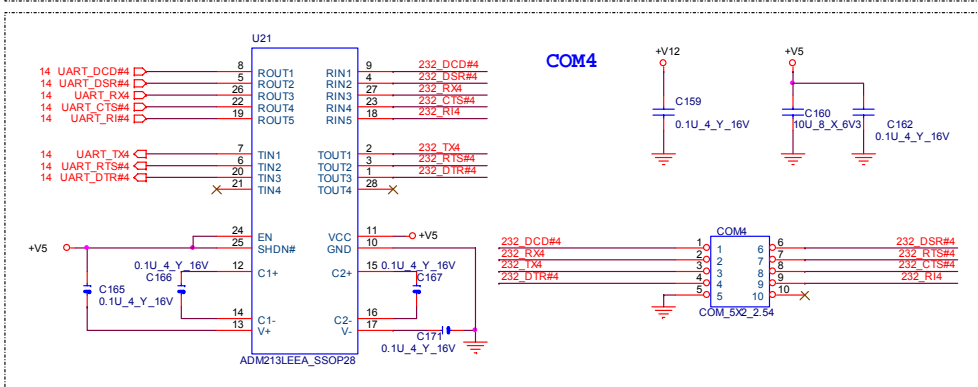 U21
COM4
+V12
+V5
14 UART_DCD#4 8 ROUT1 RIN1 9 232_DCD#4
14 UART_DSR#4 5 ROUT2 RIN2 4 232_DSR#4
14 UART_RX4 26 ROUT3 RIN3 27 232_RX4
14 UART_CTS#4 22 ROUT4 RIN4 23 232_CTS#4
14 UART_RI#4 19 ROUT5 RIN5 18 232_RI4
C159
0.1U_4_Y_16V
C160
10U_8_X_6V3
C162
0.1U_4_Y_16V
14 UART_TX4 7 TIN1 TOUT1 2 232_TX4
14 UART_RTS#4 6 TIN2 TOUT2 3 232_RTS#4
14 UART_DTR#4 20 TIN3 TOUT3 1 232_DTR#4
21 TIN4 TOUT4 28
24 EN VCC 11 +V5
+V5 25 SHDN# GND 10
0.1U_4_Y_16V 12 C1+ C2+ 15 0.1U_4_Y_16V
C166 C167
C165
0.1U_4_Y_16V
14 C1- C2- 16
13 V+ V- 17
C171
0.1U_4_Y_16V
ADM213LEEA_SSOP28
COM4
232_DCD#4 1 1 6 6 232_DSR#4
232_RX4 2 2 7 7 232_RTS#4
232_TX4 3 3 8 8 232_CTS#4
232_DTR#4 4 4 9 9 232_RI4
5 5 10 10
COM_5X2_2.54